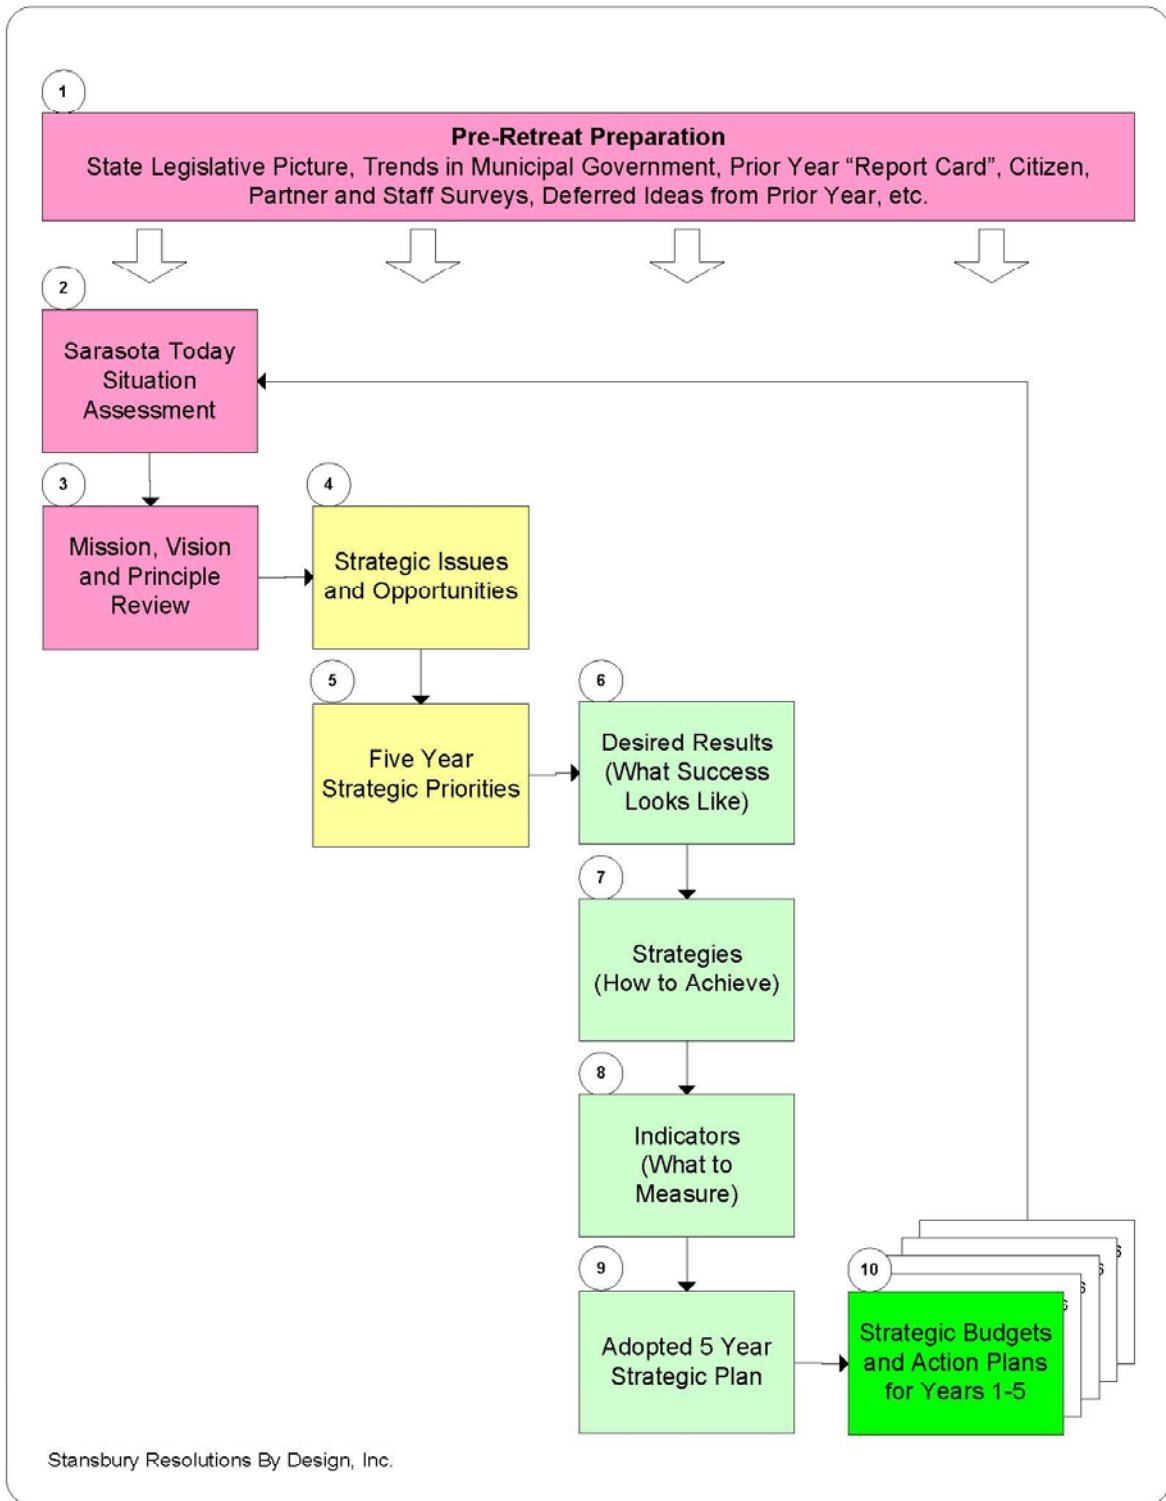 1
Pre-Retreat Preparation
State Legislative Picture, Trends in Municipal Government, Prior Year “Report Card”, Citizen,
Partner and Staff Surveys, Deferred Ideas from Prior Year, etc.
2
Sarasota Today
Situation
Assessment
3
Mission, Vision
and Principle
Review
4
Strategic Issues
and Opportunities
5
Five Year
Strategic Priorities
6
Desired Results
(What Success
Looks Like)
7
Strategies
(How to Achieve)
8
Indicators
(What to
Measure)
9
Adopted 5 Year
Strategic Plan
10
Strategic Budgets
and Action Plans
for Years 1-5
Stansbury Resolutions By Design, Inc.